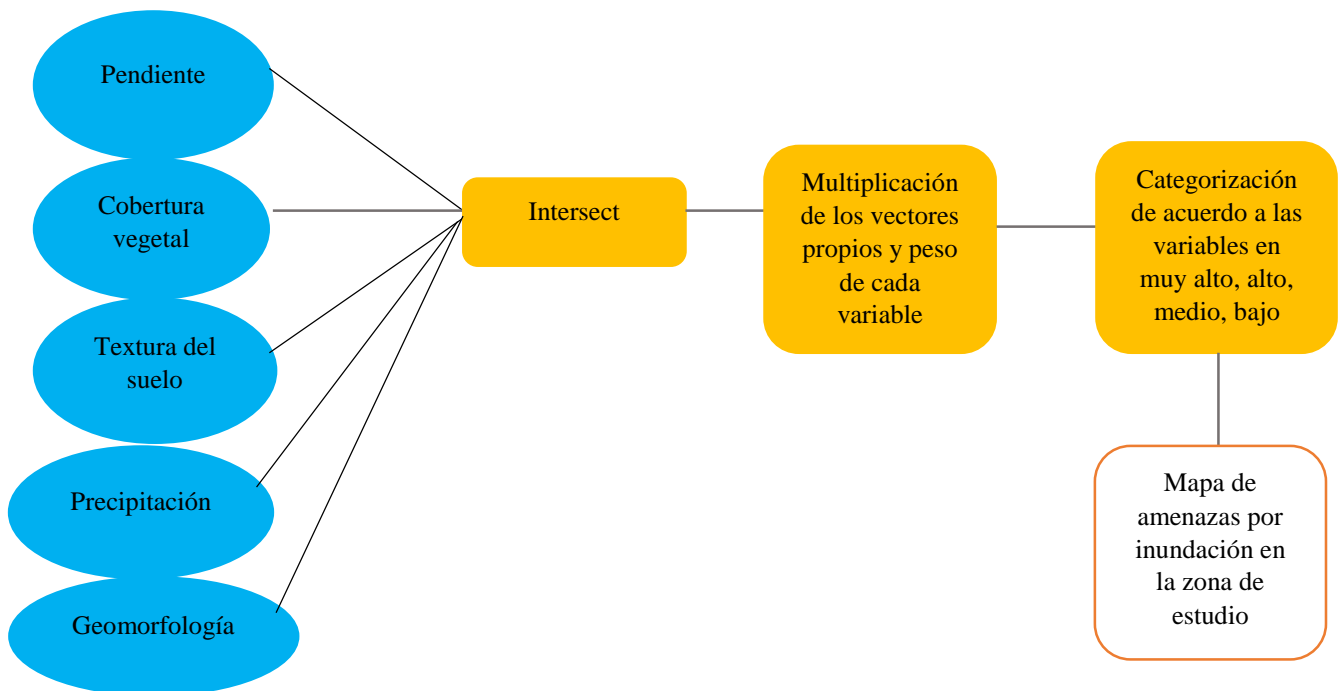 Pendiente
Cobertura
vegetal
Textura del
suelo
Precipitación
Geomorfología
Intersect
Multiplicación
de los vectores
propios y peso
de cada
variable
Categorización
de acuerdo a las
variables en
muy alto, alto,
medio, bajo
Mapa de
amenazas por
inundación en
la zona de
estudio